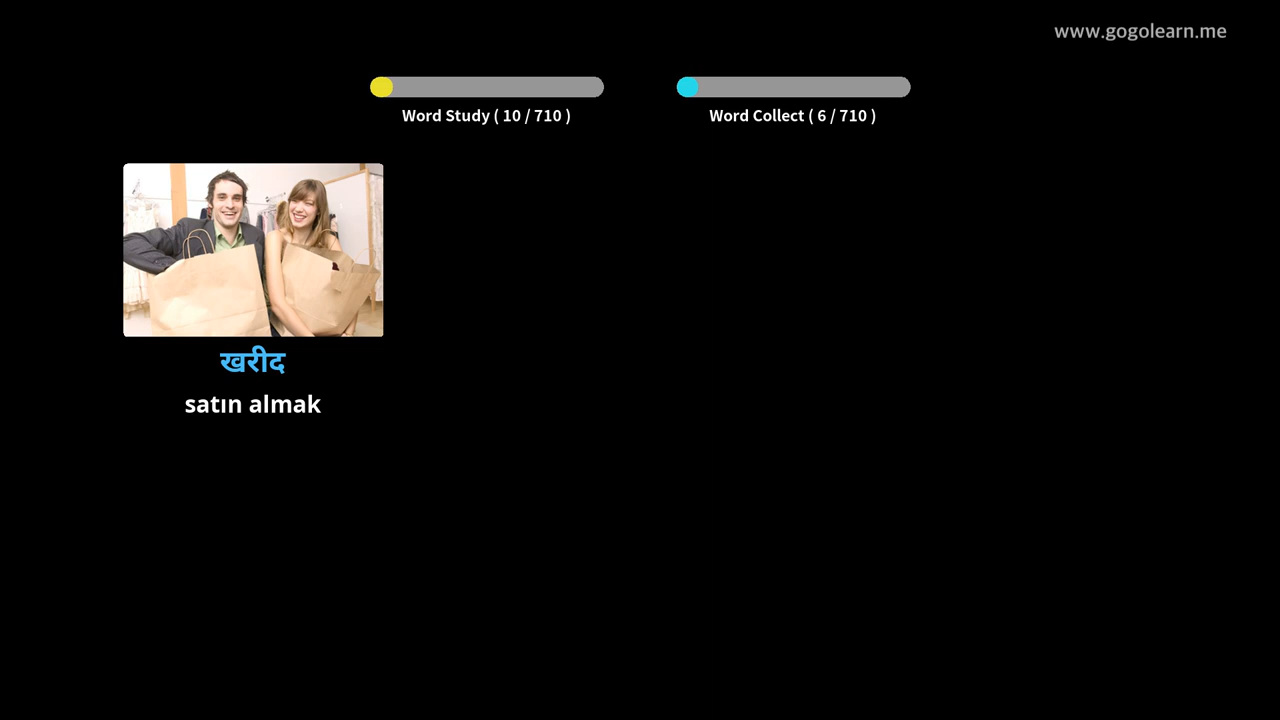 www.gogolearn.me
Word Study ( 10 / 710 )
Word Collect ( 6 / 710 )
खरीद
satın almak